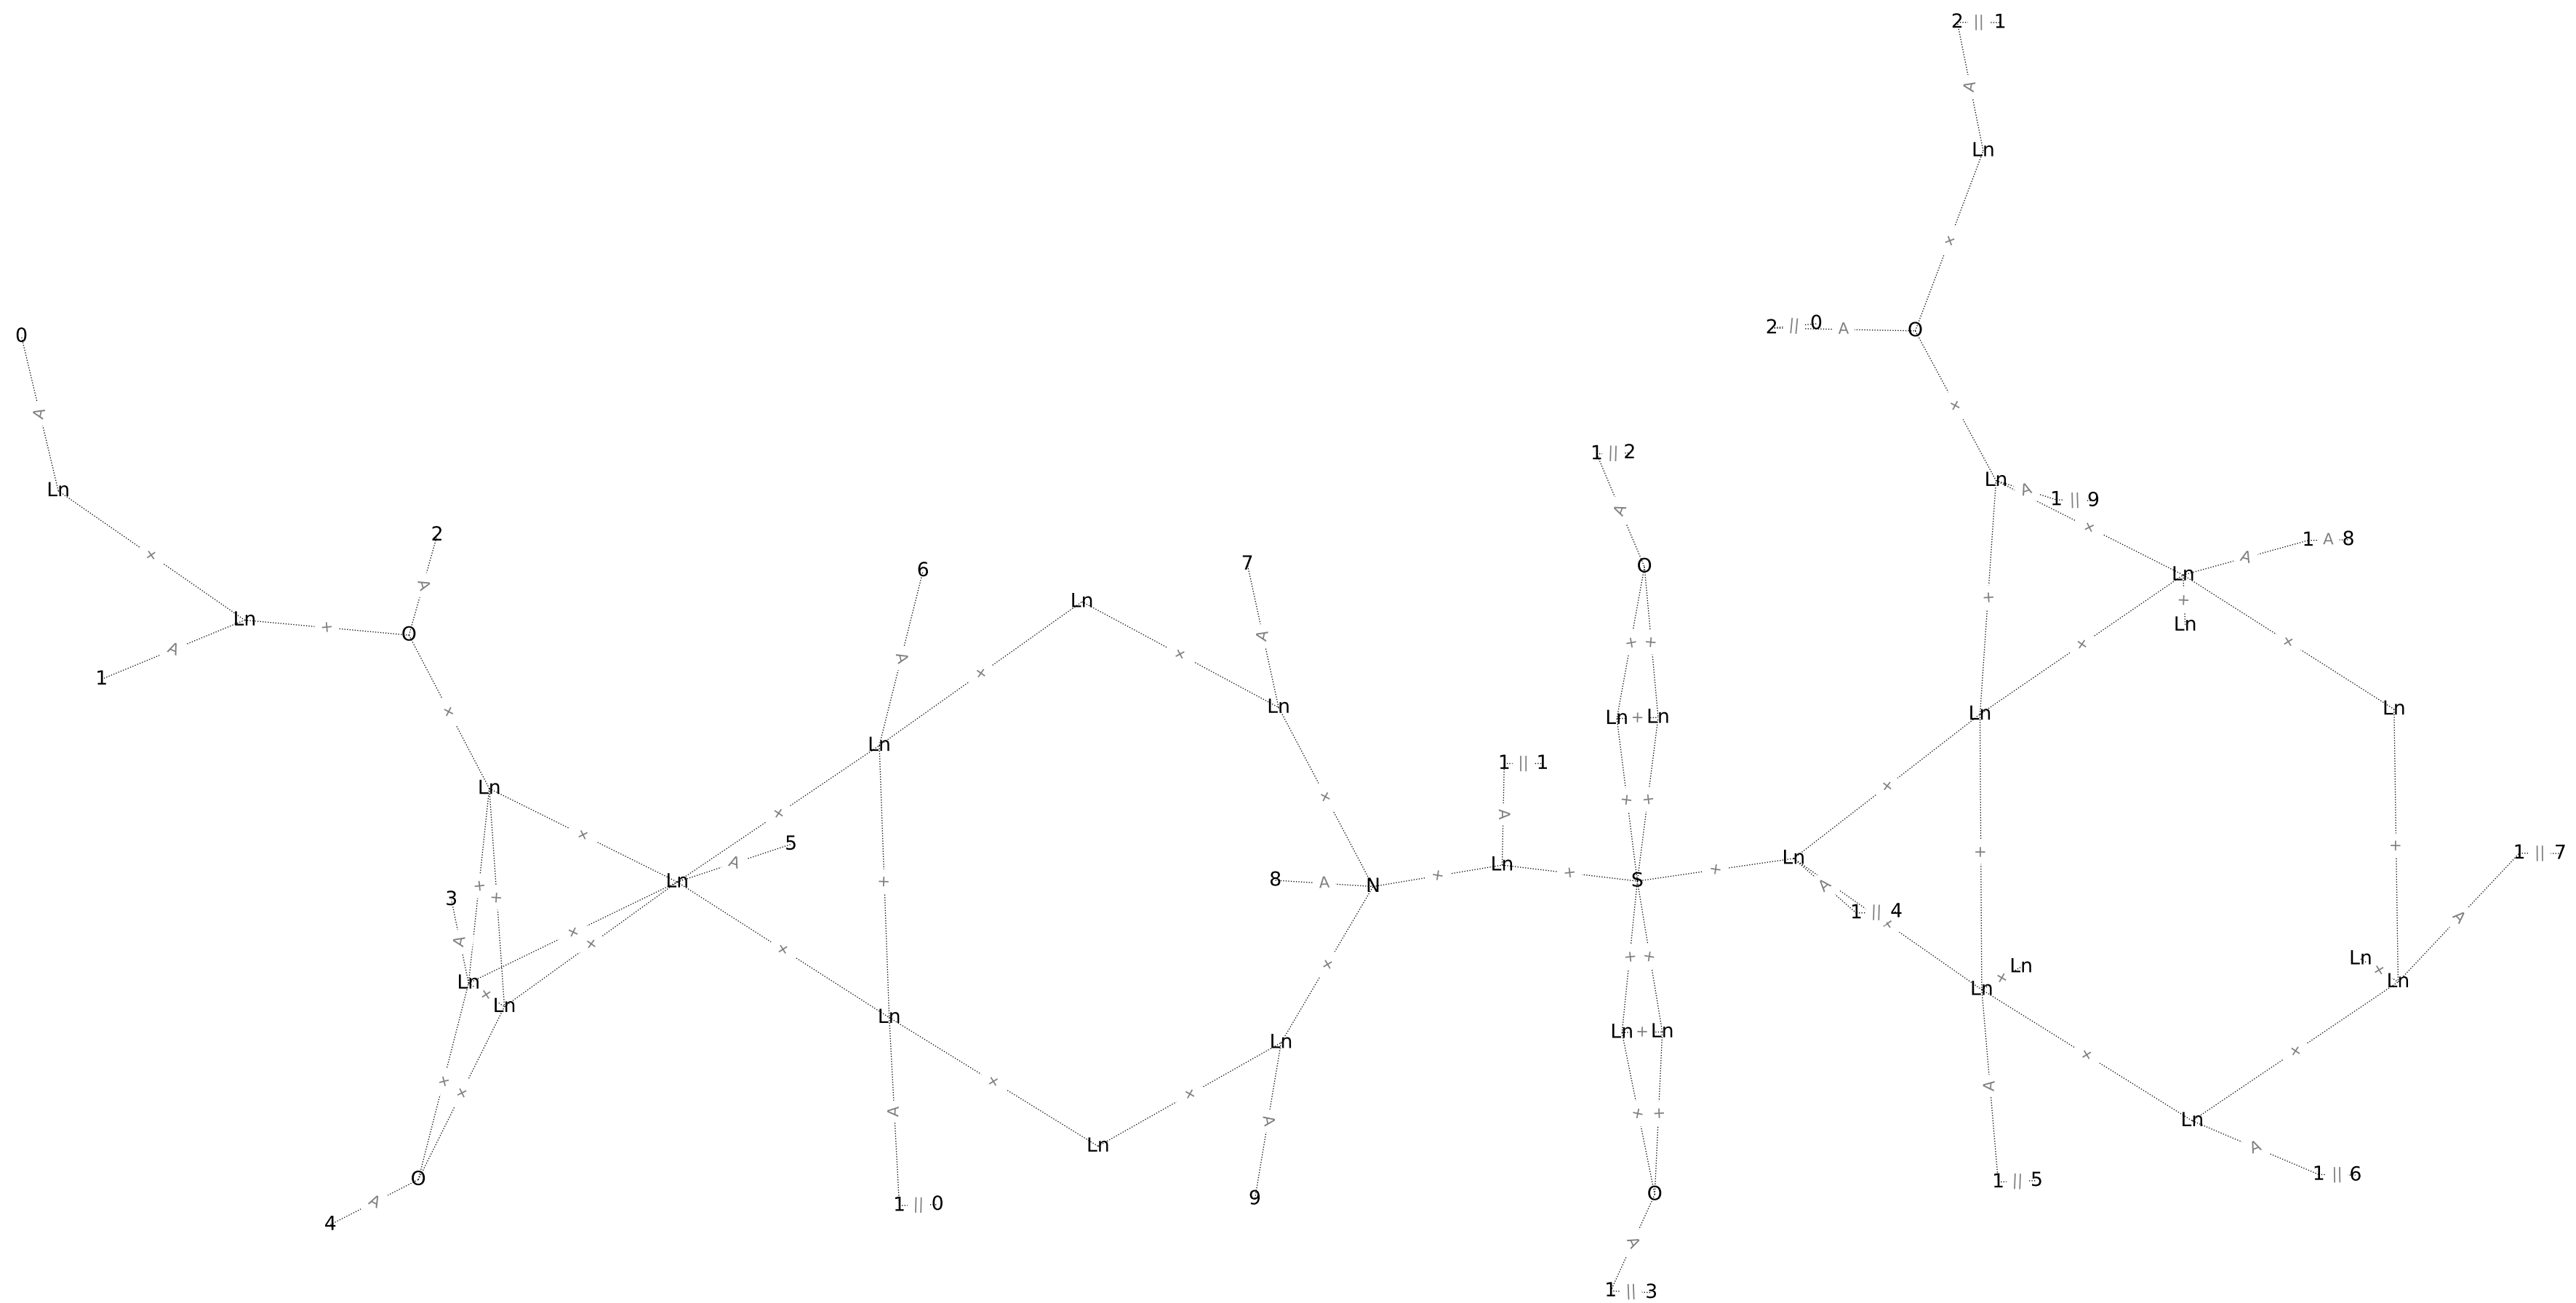 2 || 1
A
Ln
×
2 || 0 A O
0
×
A
1 || 2
A
Ln
Ln A 1 || 9
×
2
×
1 A 8
A
A
6
7
O
Ln
×
Ln
+
Ln
1
A
Ln + O
A
A
+ +
×
×
Ln
×
×
Ln
Ln
Ln + Ln
Ln
Ln
1 || 1
Ln
×
×
×
A
+ +
×
+
×
5
A
Ln
+
1 || 7
3
+ +
Ln
+
8 A N
+
Ln
+
S
+
Ln
A
1 || 4
×
A
A
×
×
×
×
+ +
Ln
×
Ln
Ln
×
Ln
Ln
×
Ln
Ln
Ln
Ln
Ln + Ln
×
×
×
×
×
×
A
A
+ +
A
Ln
Ln
A
O
A
4
1 || 0
9
O
A
1 || 3
1 || 5
1 || 6